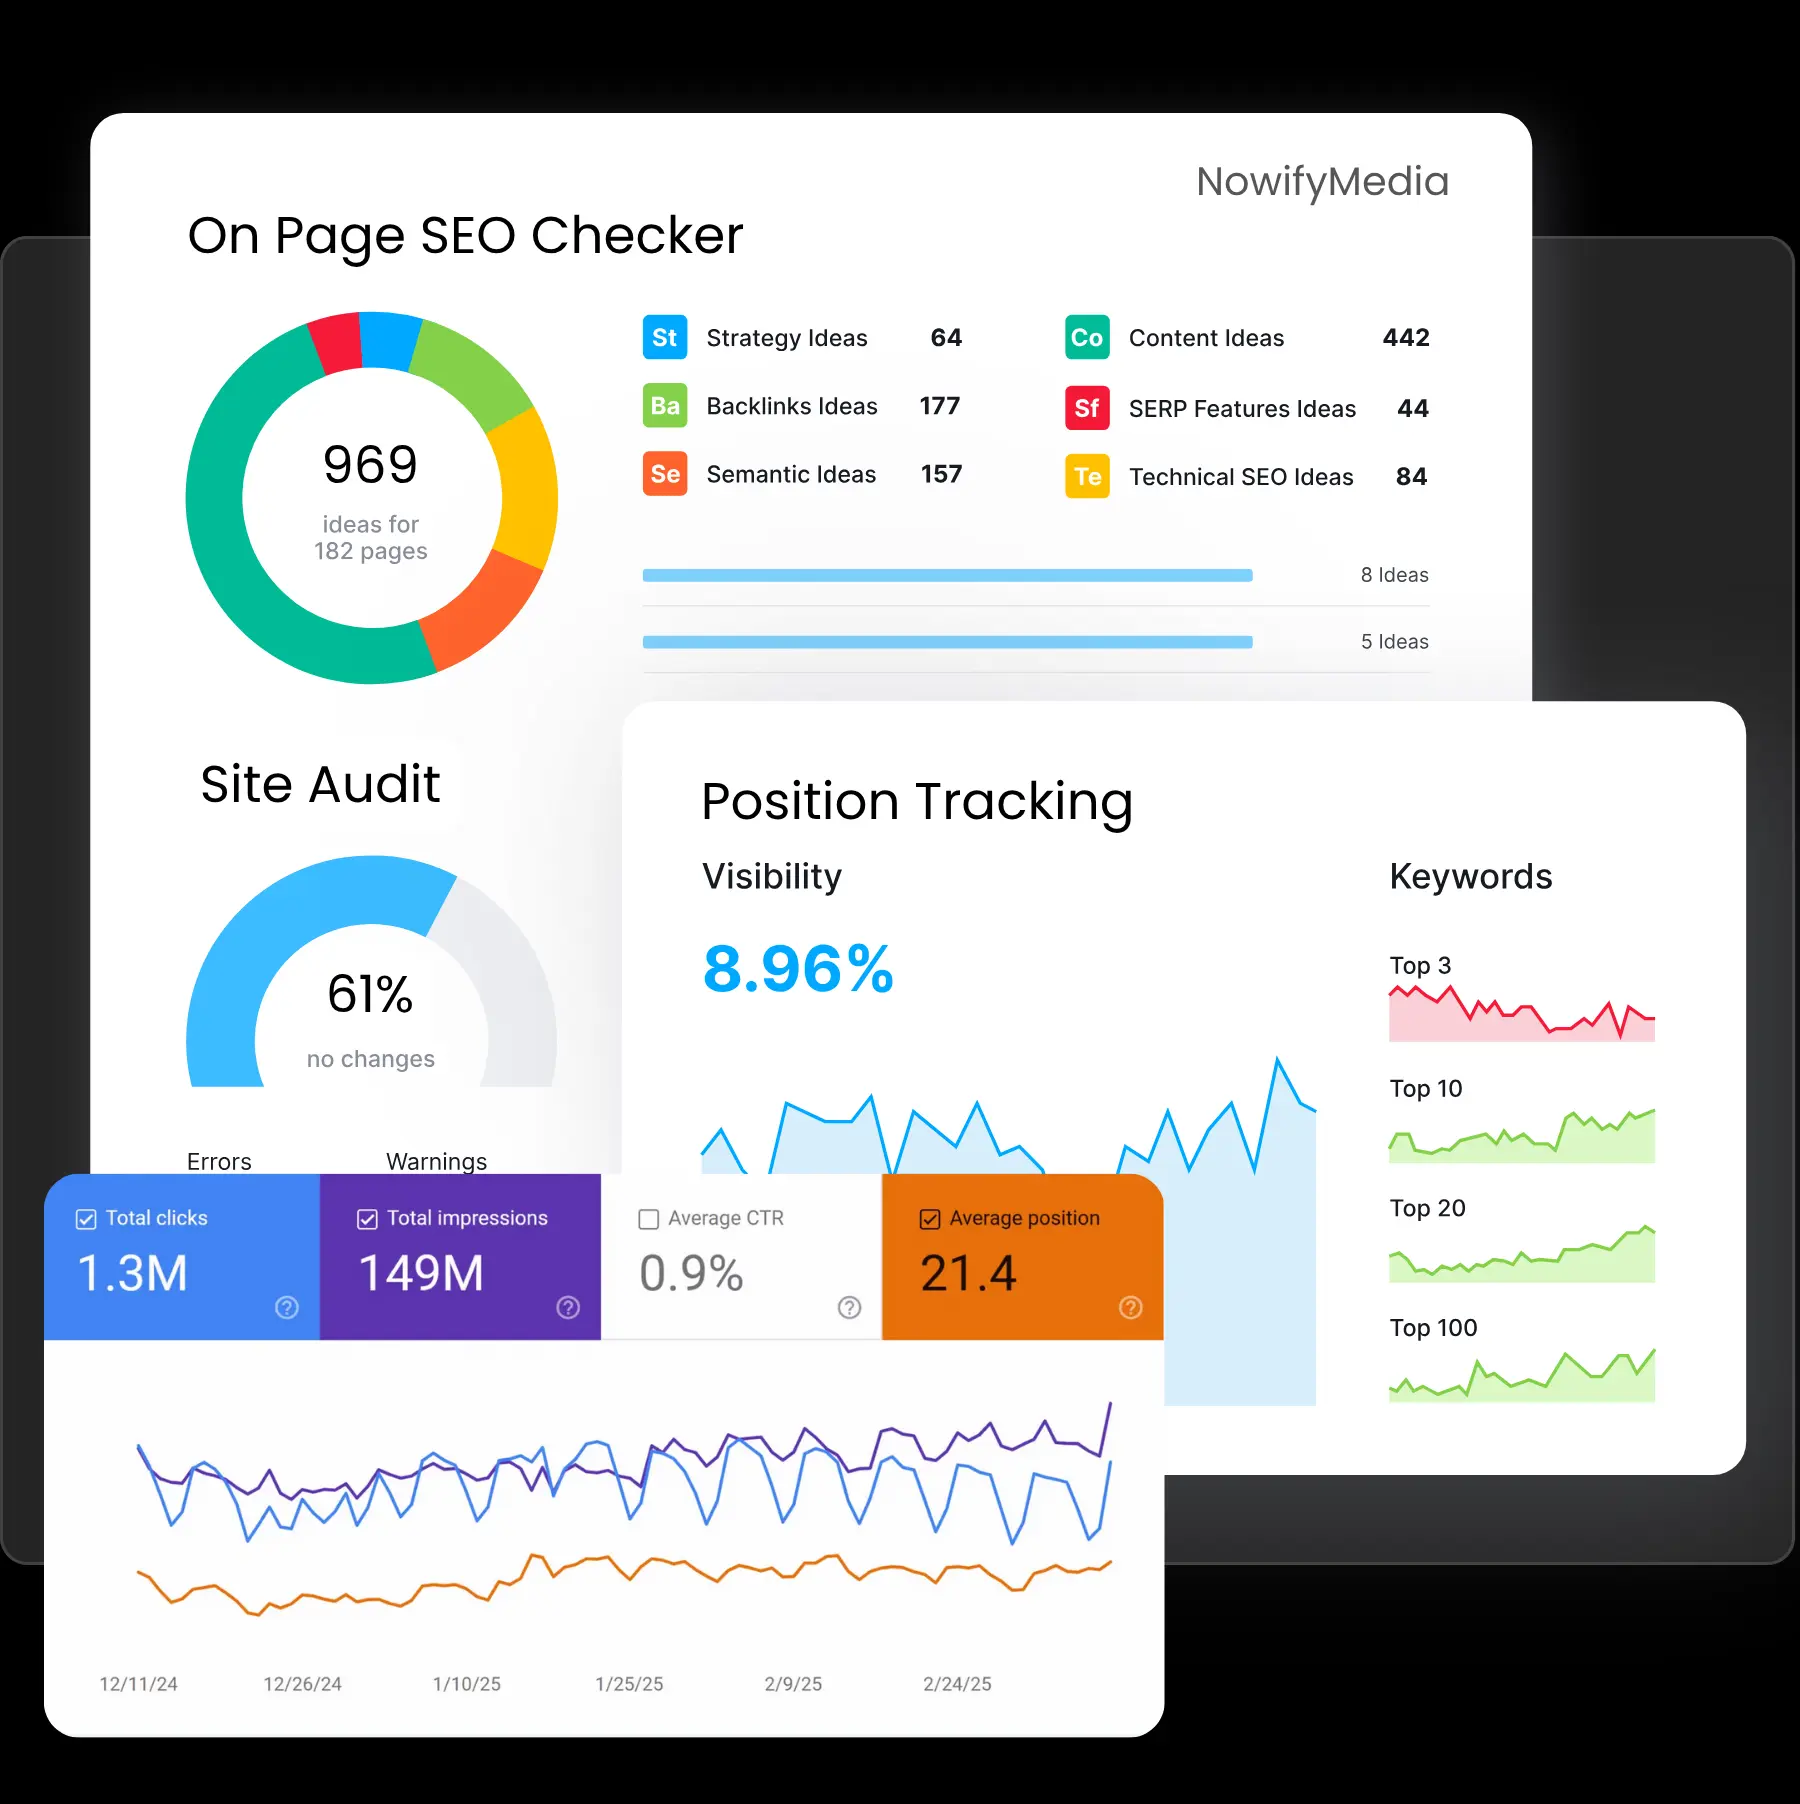 NowifyMedia
On Page SEO Checker
969
ideas for
182 pages
St Strategy Ideas 64
Ba Backlinks Ideas 177
Se Semantic Ideas 157
Co Content Ideas 442
Sf SERP Features Ideas 44
Te Technical SEO Ideas 84
8 Ideas
5 Ideas
Site Audit
61%
no changes
Errors Warnings
Position Tracking
Visibility
8.96%
Keywords
Top 3
Top 10
Top 20
Top 100
Total clicks
1.3M
?
Total impressions
149M
?
Average CTR
0.9%
?
Average position
21.4
?
12/11/24 12/26/24 1/10/25 1/25/25 2/9/25 2/24/25